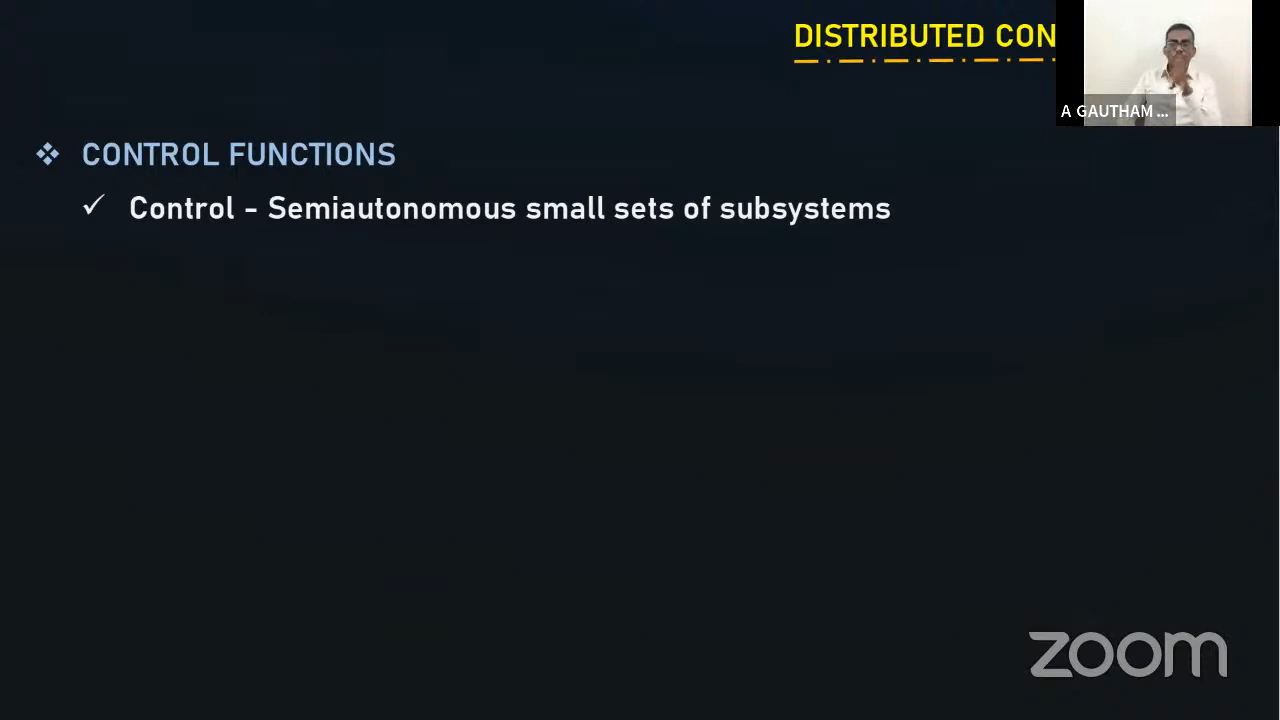 DISTRIBUTED CON
A GAUTHAM ...
CONTROL FUNCTIONS
Control - Semiautonomous small sets of subsystems
zoom